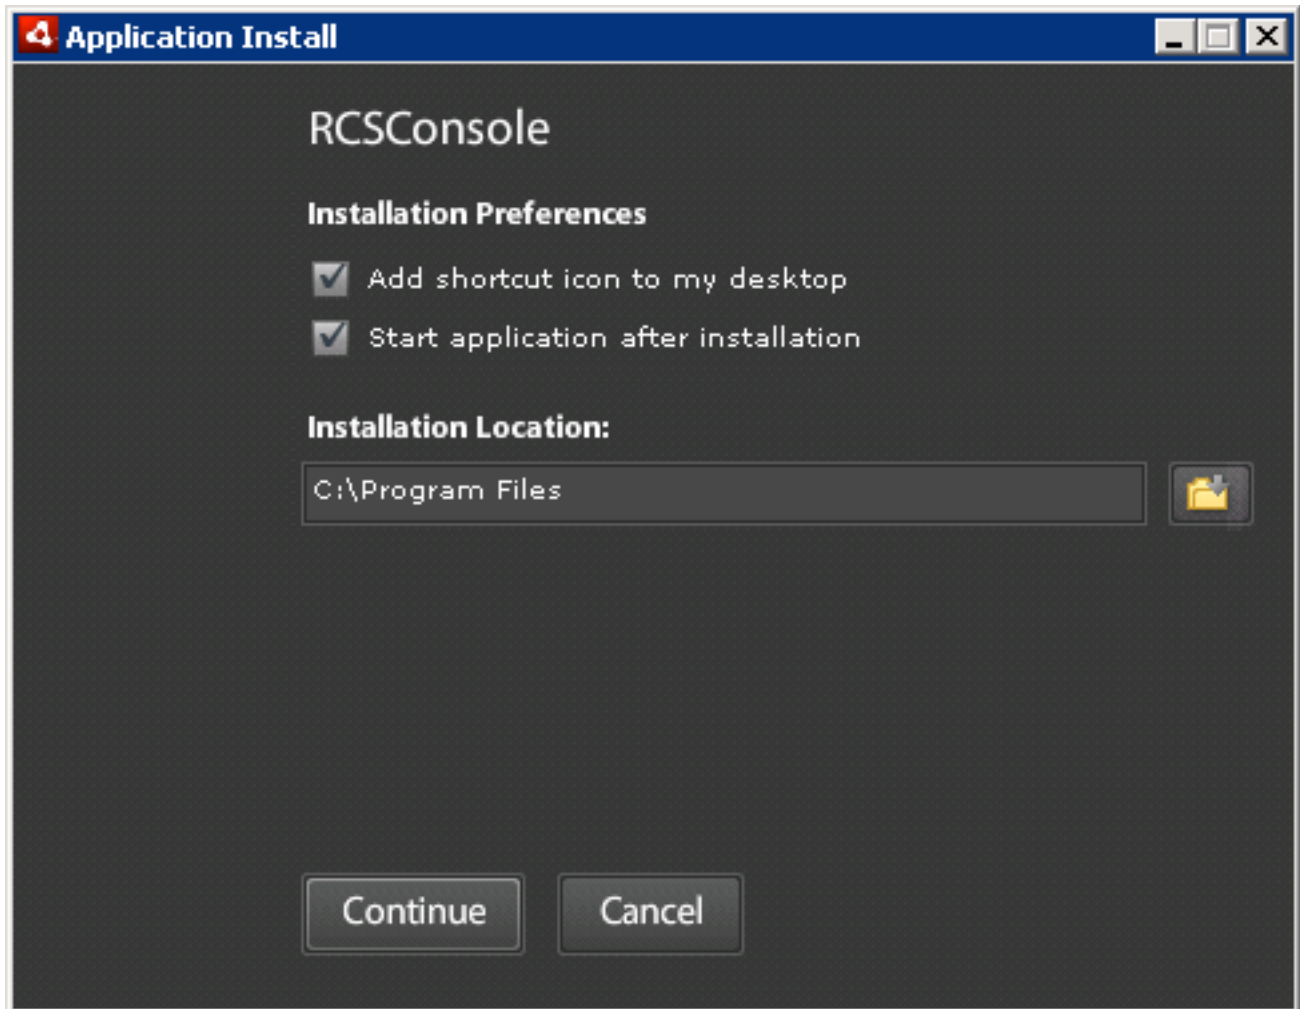 Application Install
RCSConsole
Installation Preferences
Add shortcut icon to my desktop
Start application after installation
Installation Location:
C:\Program Files
Continue Cancel